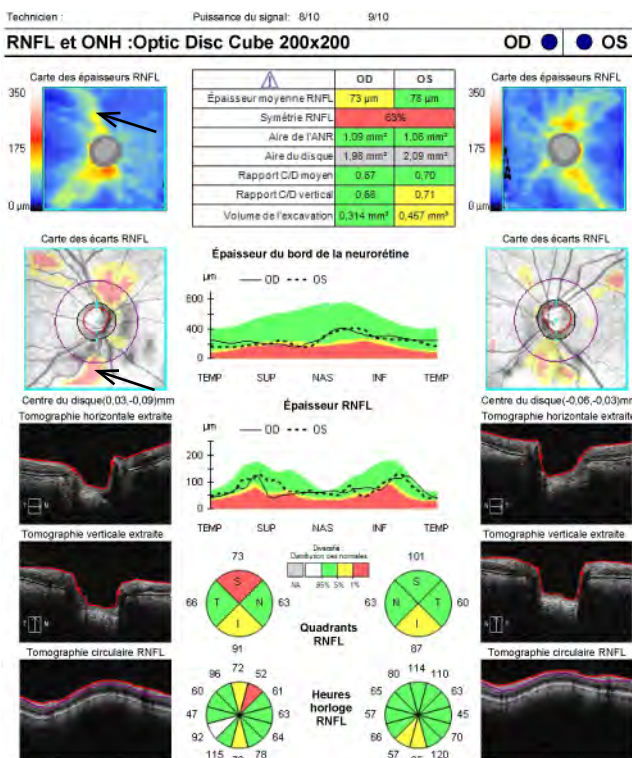 Technicien : Puissance du signal: 8/10 9/10
RNFL et ONH :Optic Disc Cube 200x200 OD OS
Carte des épaisseurs RNFL
350
175
0 µm
OD OS
Épaisseur moyenne RNFL 73 µm 78 µm
Symétrie RNFL 63%
Aire de l'ANR 1,09 mm² 1,06 mm²
Aire du disque 1,98 mm² 2,09 mm²
Rapport C/D moyen 0,67 0,70
Rapport C/D vertical 0,66 0,71
Volume de l'excavation 0,314 mm³ 0,457 mm³
Carte des épaisseurs RNFL
350
175
0 µm
Carte des écarts RNFL
Centre du disque(0,03,-0,09)mm
Épaisseur du bord de la neurorétine
µm
OD OS
800
400
0
TEMP SUP NAS INF TEMP
Carte des écarts RNFL
Centre du disque(-0,06,-0,03)mm
Tomographie horizontale extraite
T N
Épaisseur RNFL
µm
OD OS
200
100
0
TEMP SUP NAS INF TEMP
Tomographie horizontale extraite
Tomographie verticale extraite
Diversifié
Distribution des normales
NA 95% 5% 1%
73
S
66 T N 63
I
91
Quadrants
RNFL
101
S
63 N T 60
I
87
Tomographie verticale extraite
Tomographie circulaire RNFL
96 72 52
60 61
47 63
92 64
115 78
Heures
horloge
RNFL
80 114 110
65 63
57 45
66 70
57 120
Tomographie circulaire RNFL